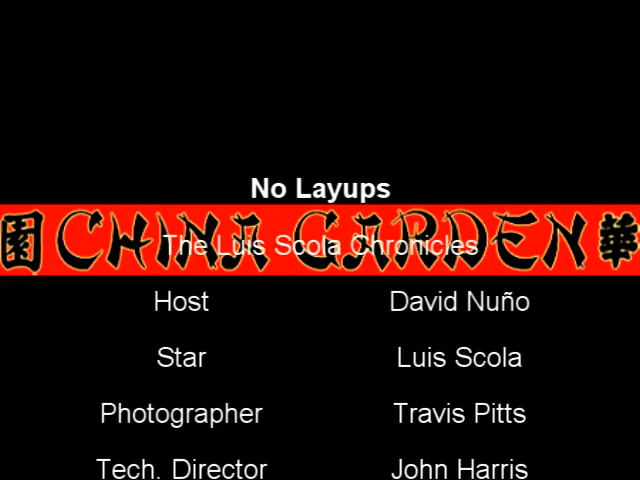 No Layups
園 CHINA GARDEN 華
The Luis Scola Chronicles
Host David Nuño
Star Luis Scola
Photographer Travis Pitts
Tech. Director John Harris